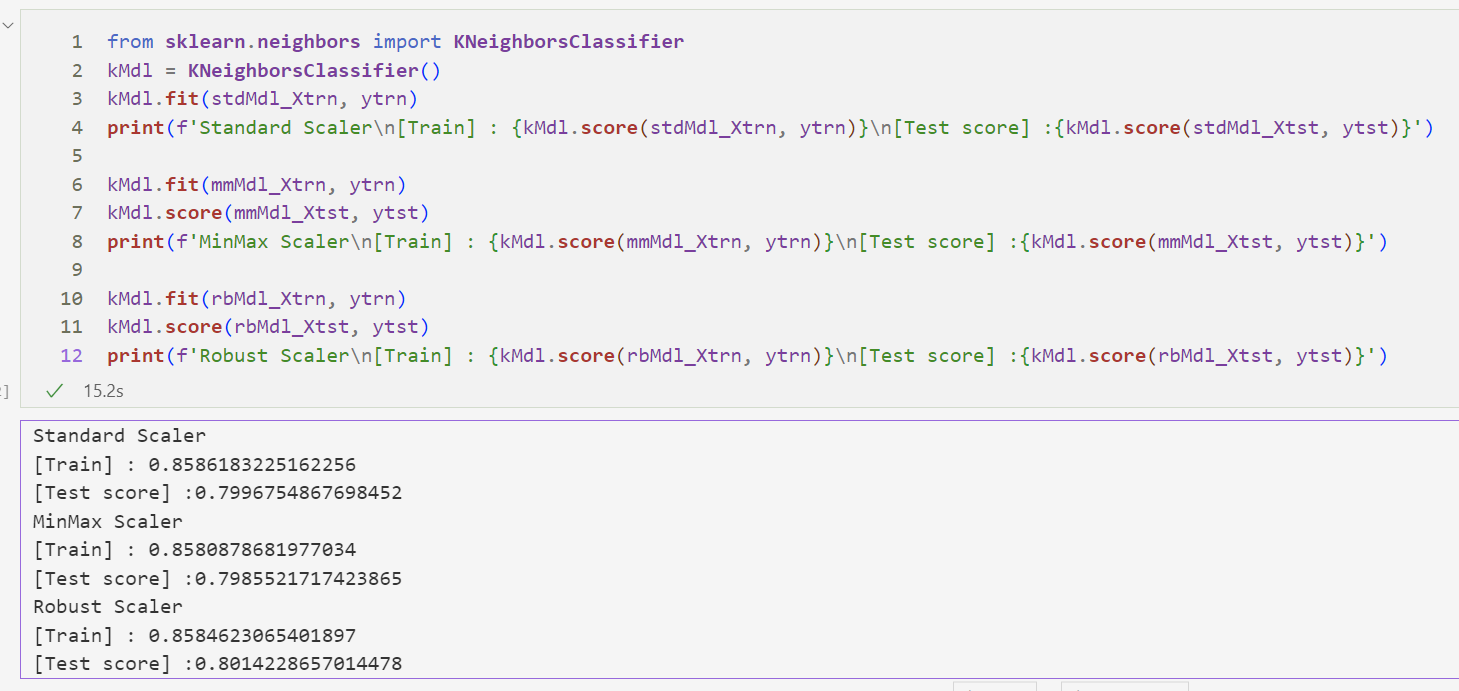 1 from sklearn.neighbors import KNeighborsClassifier
2 kMdl = KNeighborsClassifier()
3 kMdl.fit(stdMdl_Xtrn, ytrn)
4 print(f'Standard Scaler\n[Train] : {kMdl.score(stdMdl_Xtrn, ytrn)}\n[Test score] :{kMdl.score(stdMdl_Xtst, ytst)}')
5
6 kMdl.fit(mmMdl_Xtrn, ytrn)
7 kMdl.score(mmMdl_Xtst, ytst)
8 print(f'MinMax Scaler\n[Train] : {kMdl.score(mmMdl_Xtrn, ytrn)}\n[Test score] :{kMdl.score(mmMdl_Xtst, ytst)}')
9
10 kMdl.fit(rbMdl_Xtrn, ytrn)
11 kMdl.score(rbMdl_Xtst, ytst)
12 print(f'Robust Scaler\n[Train] : {kMdl.score(rbMdl_Xtrn, ytrn)}\n[Test score] :{kMdl.score(rbMdl_Xtst, ytst)}')
] ✓ 15.2s
Standard Scaler
[Train] : 0.8586183225162256
[Test score] :0.7996754867698452
MinMax Scaler
[Train] : 0.8580878681977034
[Test score] :0.7985521717423865
Robust Scaler
[Train] : 0.8584623065401897
[Test score] :0.8014228657014478